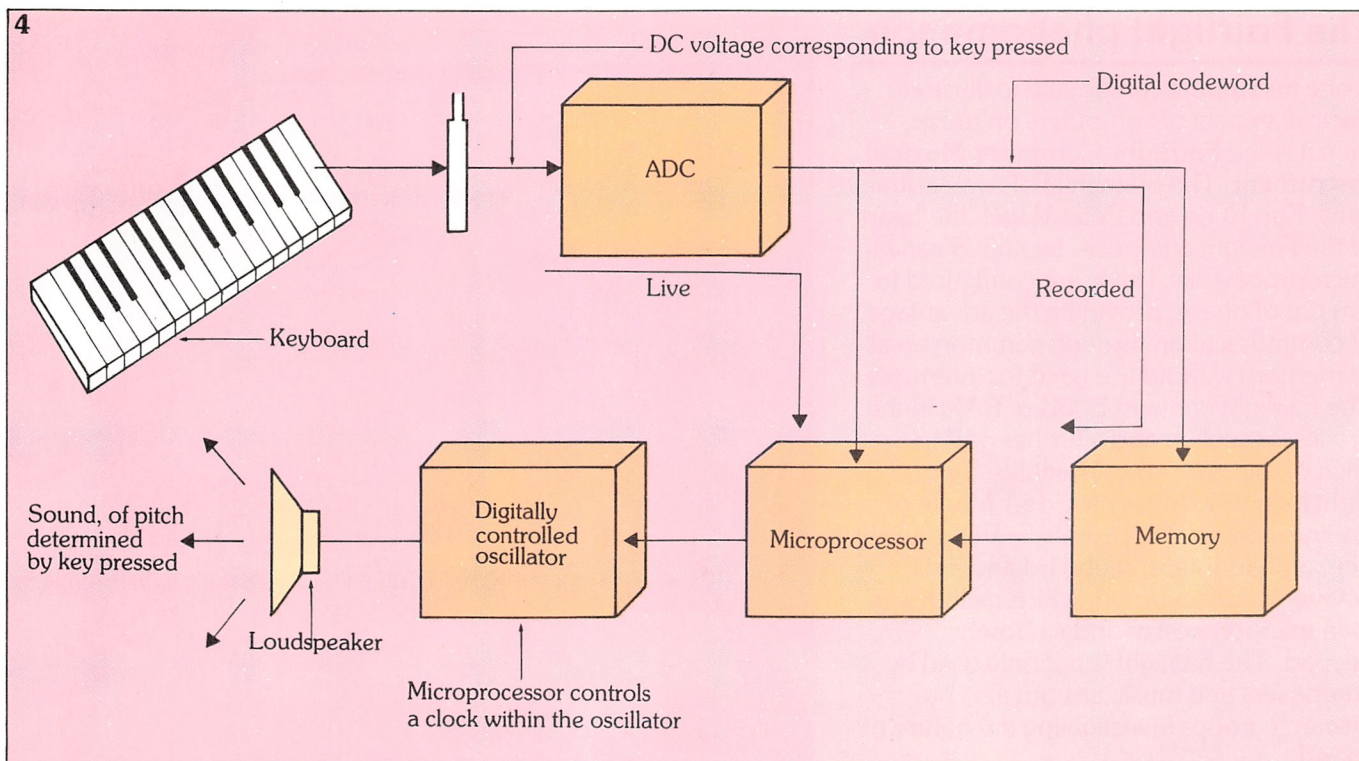 4
DC voltage corresponding to key pressed
Digital codeword
ADC
Live
Recorded
Keyboard
Sound, of pitch
determined
by key pressed
Loudspeaker
Digitally
controlled
oscillator
Microprocessor
Memory
Microprocessor controls
a clock within the oscillator